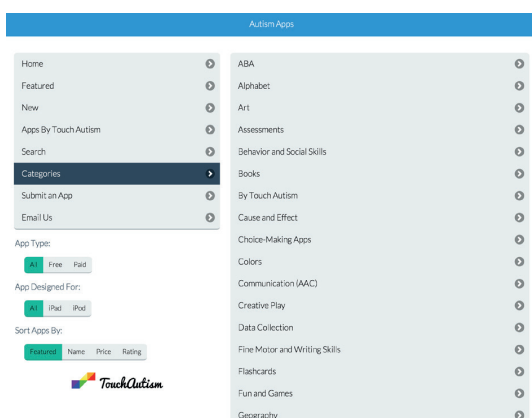 Autism Apps
Home
Featured
New
Apps By Touch Autism
Search
Categories
Submit an App
Email Us
App Type:
All Free Paid
App Designed For:
All iPad iPod
Sort Apps By:
Featured Name Price Rating
TouchAutism
ABA
Alphabet
Art
Assessments
Behavior and Social Skills
Books
By Touch Autism
Cause and Effect
Choice-Making Apps
Colors
Communication (AAC)
Creative Play
Data Collection
Fine Motor and Writing Skills
Flashcards
Fun and Games
Geography